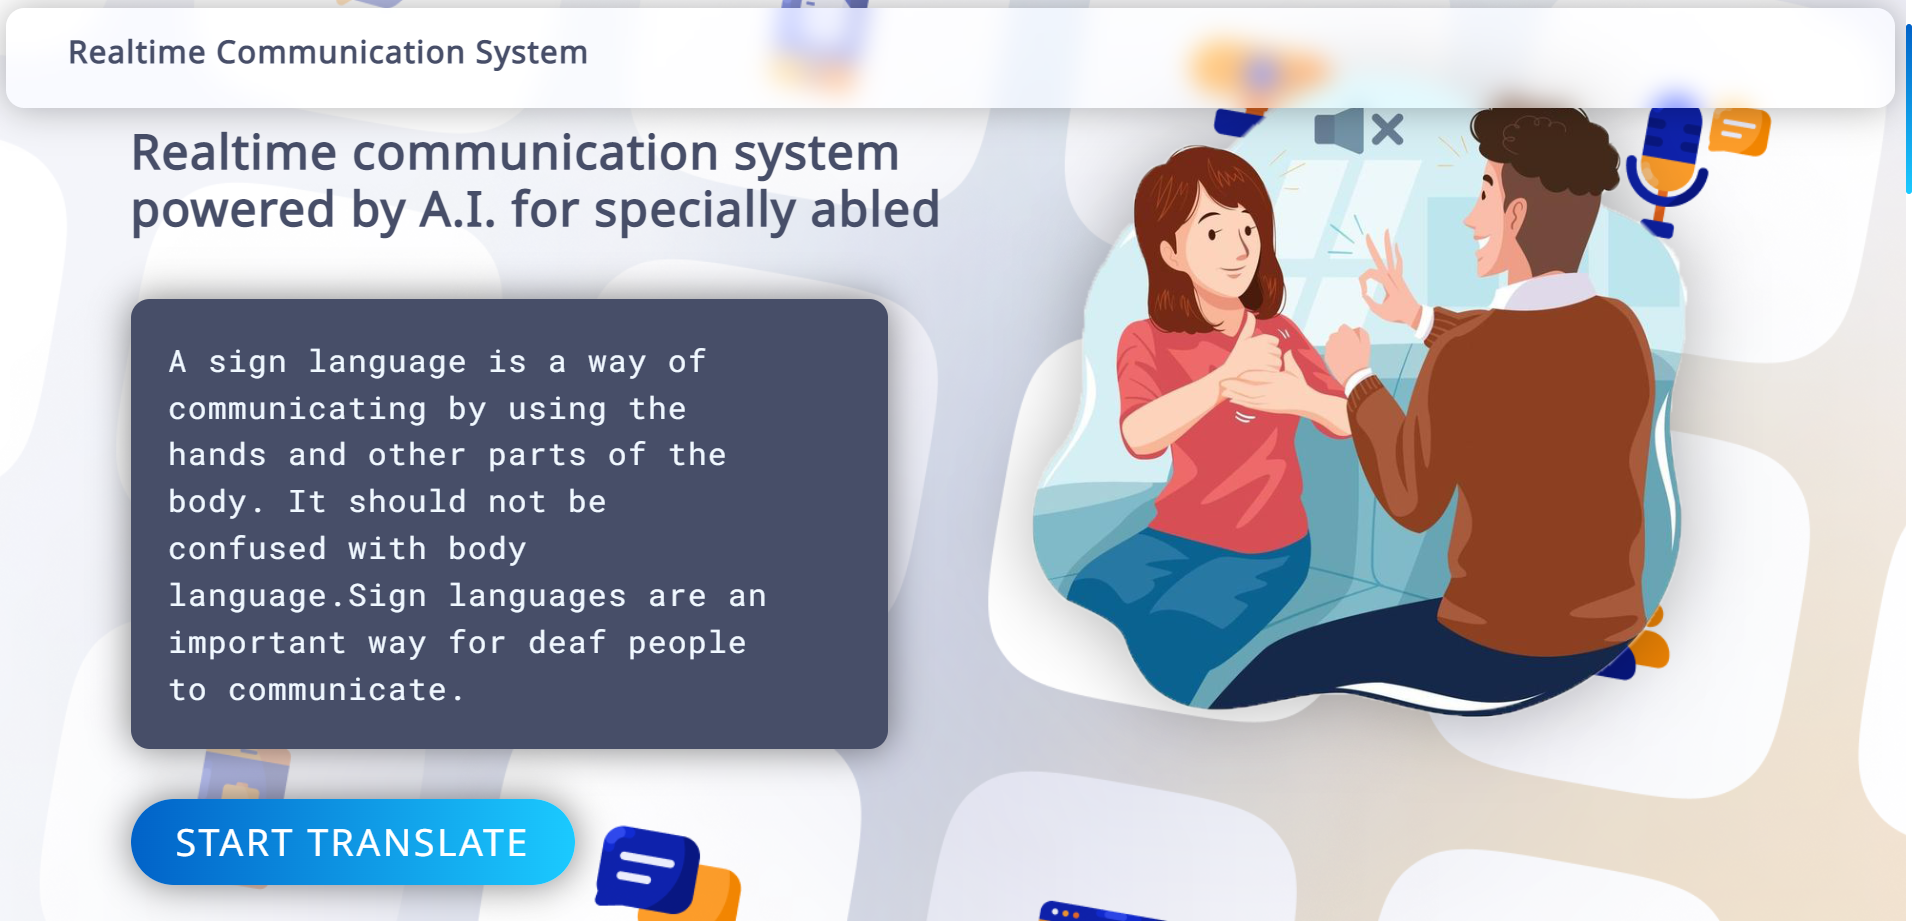 Realtime Communication System
Realtime communication system
powered by A.I. for specially abled
A sign language is a way of
communicating by using the
hands and other parts of the
body. It should not be
confused with body
language.Sign languages are an
important way for deaf people
to communicate.
START TRANSLATE